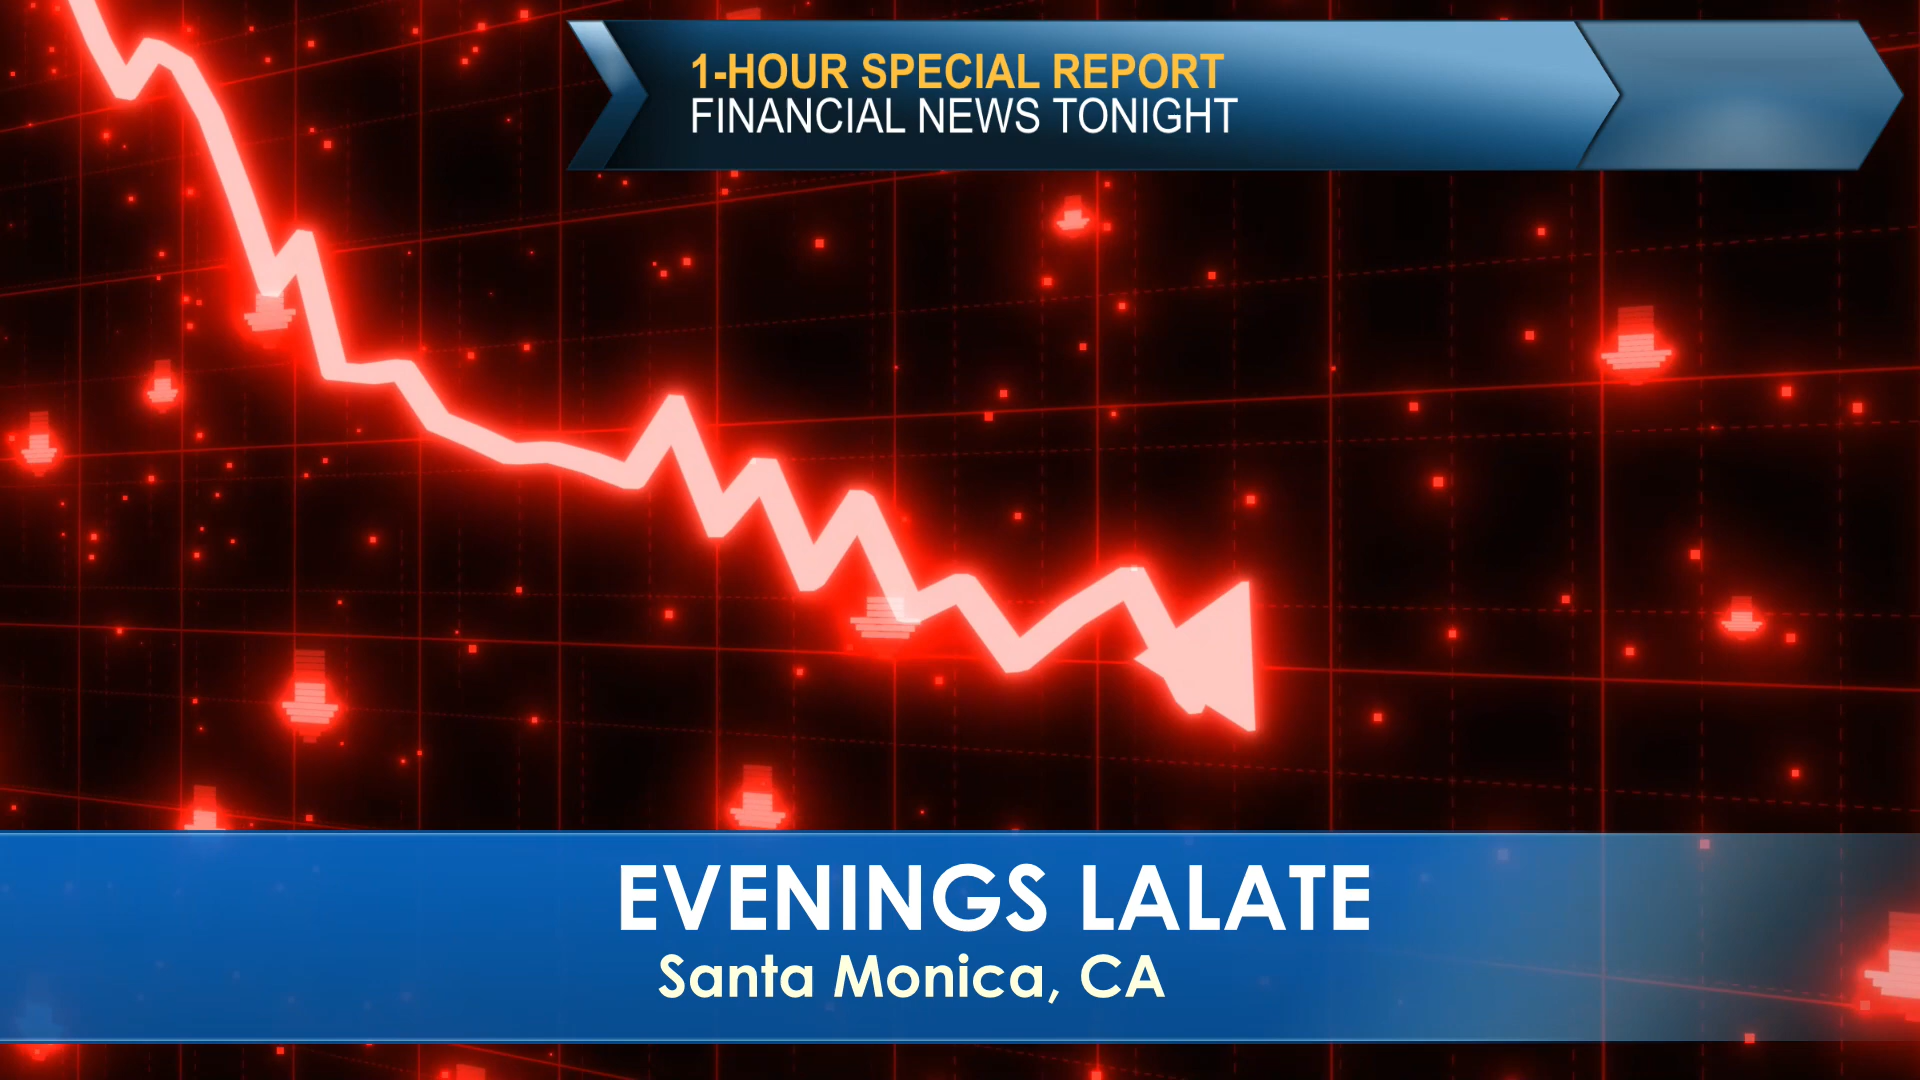 1-HOUR SPECIAL REPORT
FINANCIAL NEWS TONIGHT
EVENINGS LALATE
Santa Monica, CA